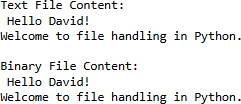 Text File Content:
 Hello David!
Welcome to file handling in Python.

Binary File Content:
 Hello David!
Welcome to file handling in Python.